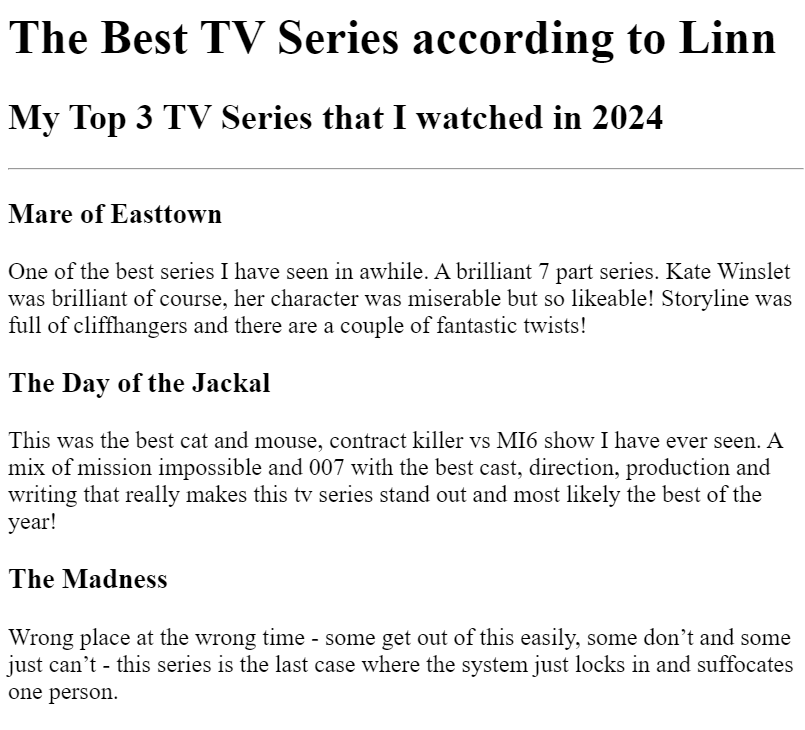 The Best TV Series according to Linn
My Top 3 TV Series that I watched in 2024
Mare of Easttown
One of the best series I have seen in awhile. A brilliant 7 part series. Kate Winslet
was brilliant of course, her character was miserable but so likeable! Storyline was
full of cliffhangers and there are a couple of fantastic twists!
The Day of the Jackal
This was the best cat and mouse, contract killer vs MI6 show I have ever seen. A
mix of mission impossible and 007 with the best cast, direction, production and
writing that really makes this tv series stand out and most likely the best of the
year!
The Madness
Wrong place at the wrong time - some get out of this easily, some don’t and some
just can’t - this series is the last case where the system just locks in and suffocates
one person.